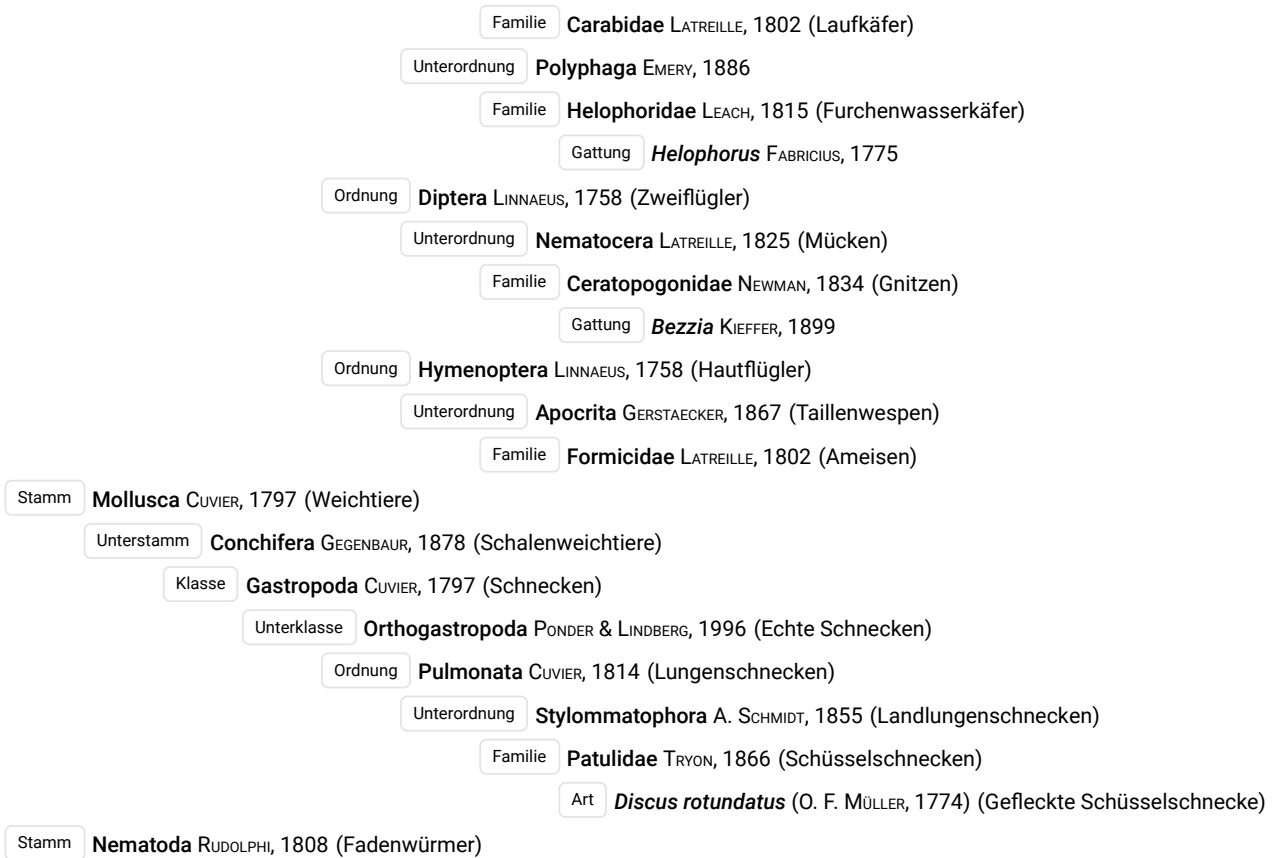 Familie Carabidae LATREILLE, 1802 (Laufkäfer)
Unterordnung Polyphaga EMERY, 1886
Familie Helophoridae LEACH, 1815 (Furchenwasserkäfer)
Gattung Helophorus FABRICIUS, 1775
Ordnung Diptera LINNAEUS, 1758 (Zweiflügler)
Unterordnung Nematocera LATREILLE, 1825 (Mücken)
Familie Ceratopogonidae NEWMAN, 1834 (Gnitzen)
Gattung Bezzia KIEFFER, 1899
Ordnung Hymenoptera LINNAEUS, 1758 (Hautflügler)
Unterordnung Apocrita GERSTAECKER, 1867 (Taillenwespen)
Familie Formicidae LATREILLE, 1802 (Ameisen)
Stamm Mollusca CUVIER, 1797 (Weichtiere)
Unterstamm Conchifera GEGENBAUR, 1878 (Schalenweichtiere)
Klasse Gastropoda CUVIER, 1797 (Schnecken)
Unterklasse Orthogastropoda PONDER & LINDBERG, 1996 (Echte Schnecken)
Ordnung Pulmonata CUVIER, 1814 (Lungenschnecken)
Unterordnung Stylommatophora A. SCHMIDT, 1855 (Landlungenschnecken)
Familie Patulidae TRYON, 1866 (Schüsselschnecken)
Art Discus rotundatus (O. F. MÜLLER, 1774) (Gefleckte Schüsselschnecke)
Stamm Nematoda RUDOLPHI, 1808 (Fadenwürmer)